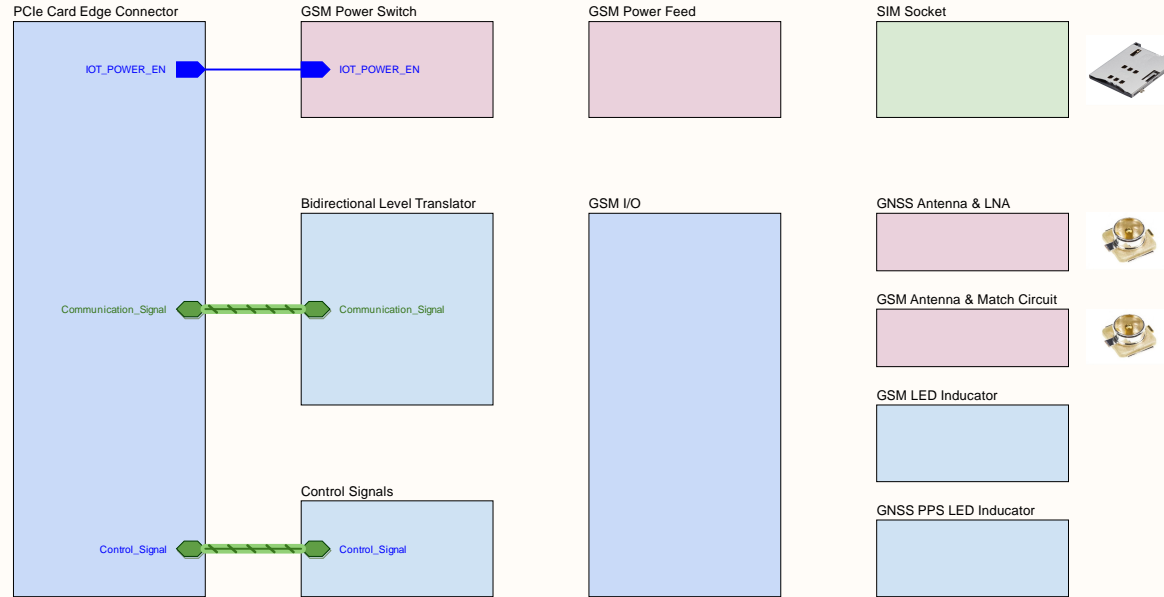 PCIe Card Edge Connector
GSM Power Switch
GSM Power Feed
SIM Socket
IOT_POWER_EN
IOT_POWER_EN
Bidirectional Level Translator
GSM I/O
GNSS Antenna & LNA
GSM Antenna & Match Circuit
Communication_Signal
Communication_Signal
GSM LED Inducator
Control Signals
GNSS PPS LED Inducator
Control_Signal
Control_Signal